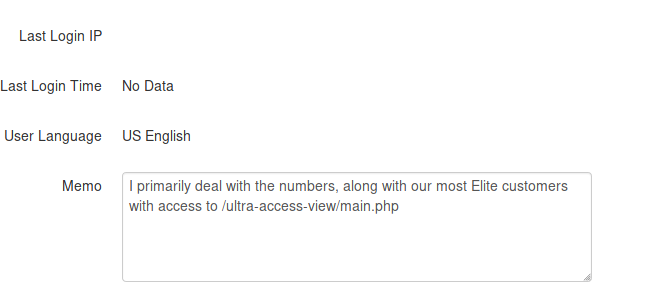 Last Login IP
Last Login Time No Data
User Language US English
Memo I primarily deal with the numbers, along with our most Elite customers
with access to /ultra-access-view/main.php